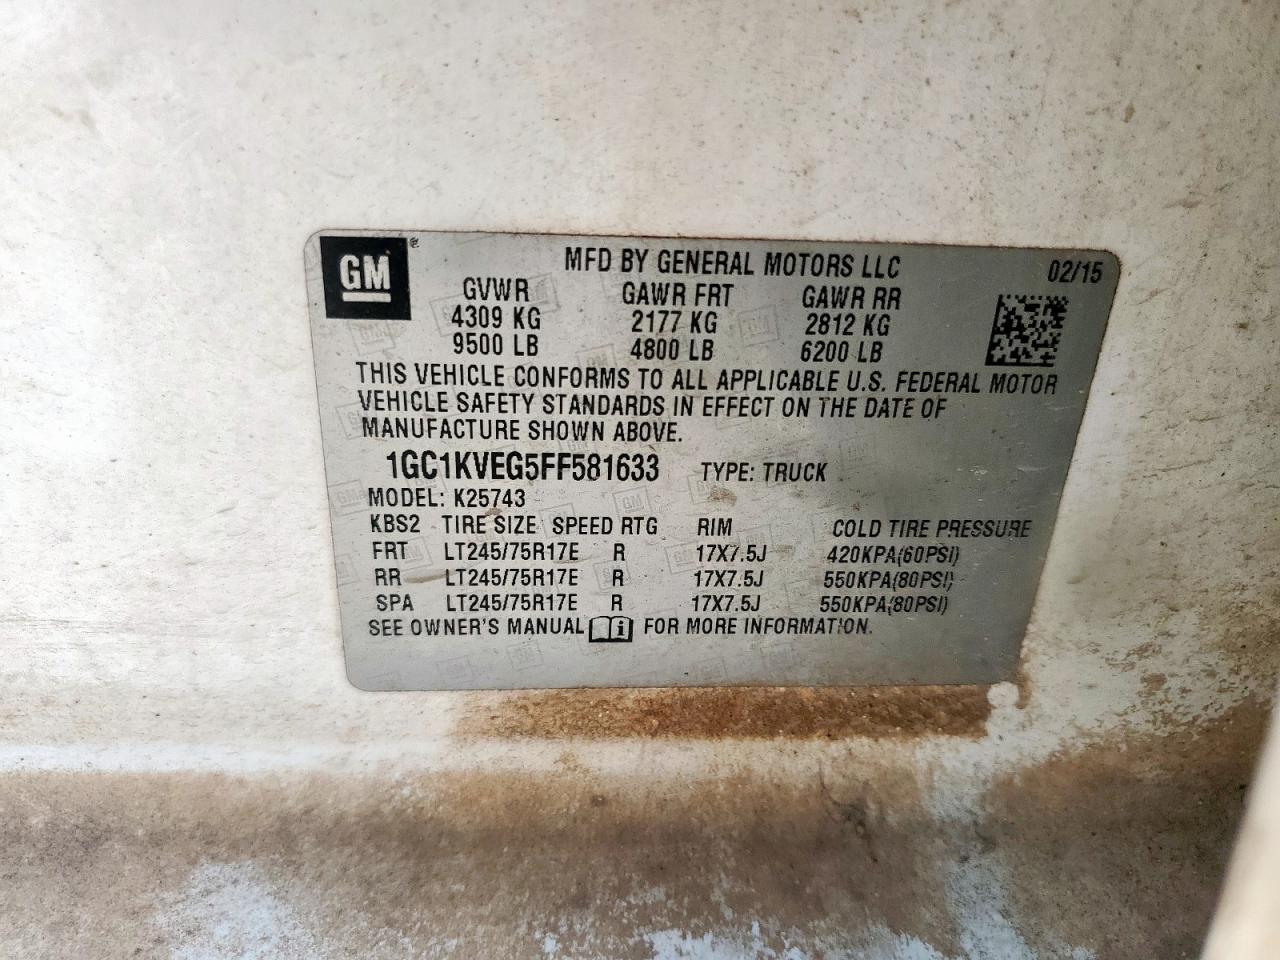 GM
MFD BY GENERAL MOTORS LLC 02/15
GVWR GAWR FRT GAWR RR
4309 KG 2177 KG 2812 KG
9500 LB 4800 LB 6200 LB
THIS VEHICLE CONFORMS TO ALL APPLICABLE U.S. FEDERAL MOTOR
VEHICLE SAFETY STANDARDS IN EFFECT ON THE DATE OF
MANUFACTURE SHOWN ABOVE.
1GC1KVEG5FF581633 TYPE: TRUCK
MODEL: K25743
KBS2 TIRE SIZE SPEED RTG RIM COLD TIRE PRESSURE
FRT LT245/75R17E R 17X7.5J 420KPA(60PSI)
RR LT245/75R17E R 17X7.5J 550KPA(80PSI)
SPA LT245/75R17E R 17X7.5J 550KPA(80PSI)
SEE OWNER'S MANUAL i FOR MORE INFORMATION.